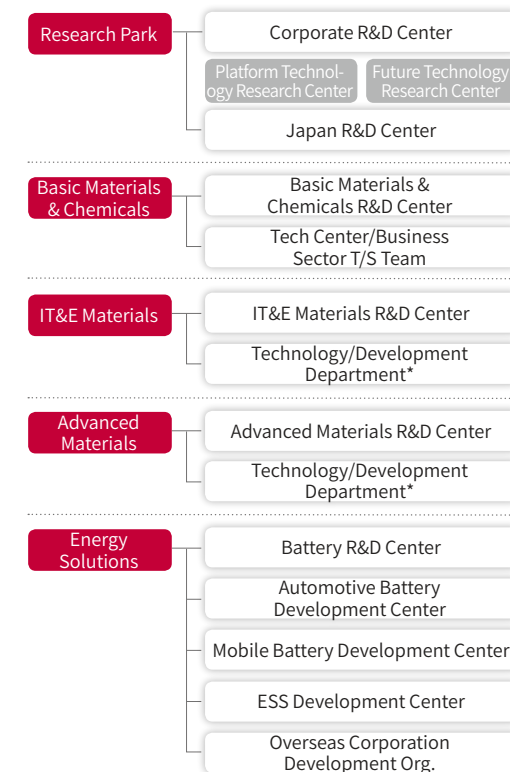 Research Park
Corporate R&D Center
Platform Technol-
ogy Research Center
Future Technology
Research Center
Japan R&D Center
Basic Materials
& Chemicals
Basic Materials &
Chemicals R&D Center
Tech Center/Business
Sector T/S Team
IT&E Materials
IT&E Materials R&D Center
Technology/Development
Department*
Advanced
Materials
Advanced Materials R&D Center
Technology/Development
Department*
Energy
Solutions
Battery R&D Center
Automotive Battery
Development Center
Mobile Battery Development Center
ESS Development Center
Overseas Corporation
Development Org.